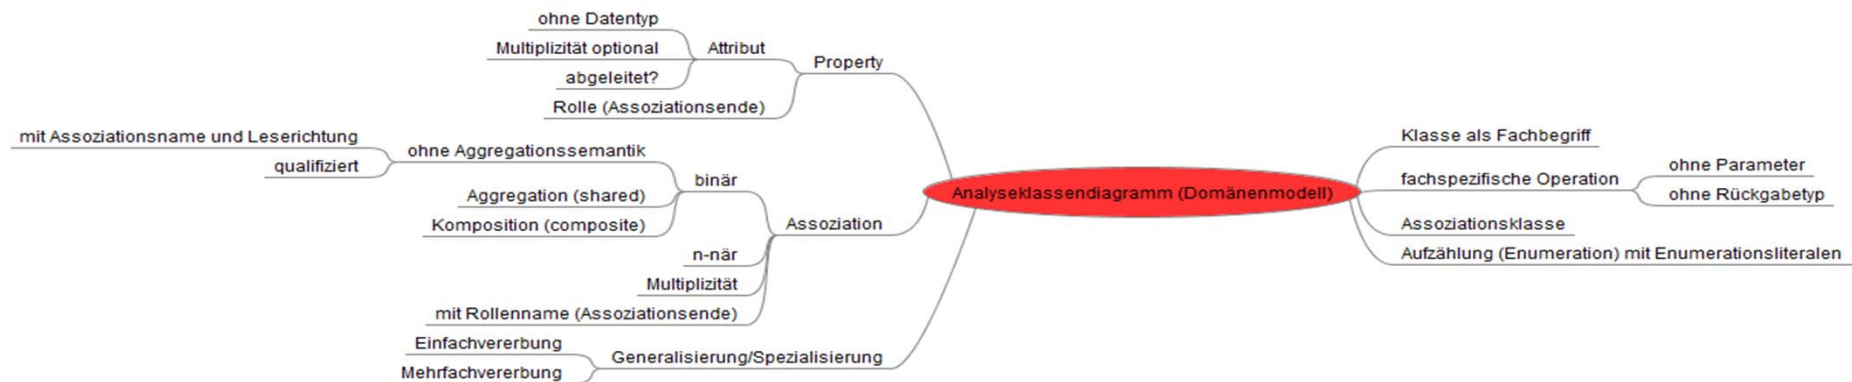 ohne Datentyp
Multiplizität optional
abgeleitet?
Attribut
Rolle (Assoziationsende)
Property
mit Assoziationsname und Leserichtung
qualifiziert
ohne Aggregationssemantik
Aggregation (shared)
Komposition (composite)
binär
n-när
Multiplizität
mit Rollenname (Assoziationsende)
Assoziation
Einfachvererbung
Mehrfachvererbung
Generalisierung/Spezialisierung
Analyseklassendiagramm (Domänenmodell)
Klasse als Fachbegriff
fachspezifische Operation
ohne Parameter
ohne Rückgabetyp
Assoziationsklasse
Aufzählung (Enumeration) mit Enumerationsliteralen